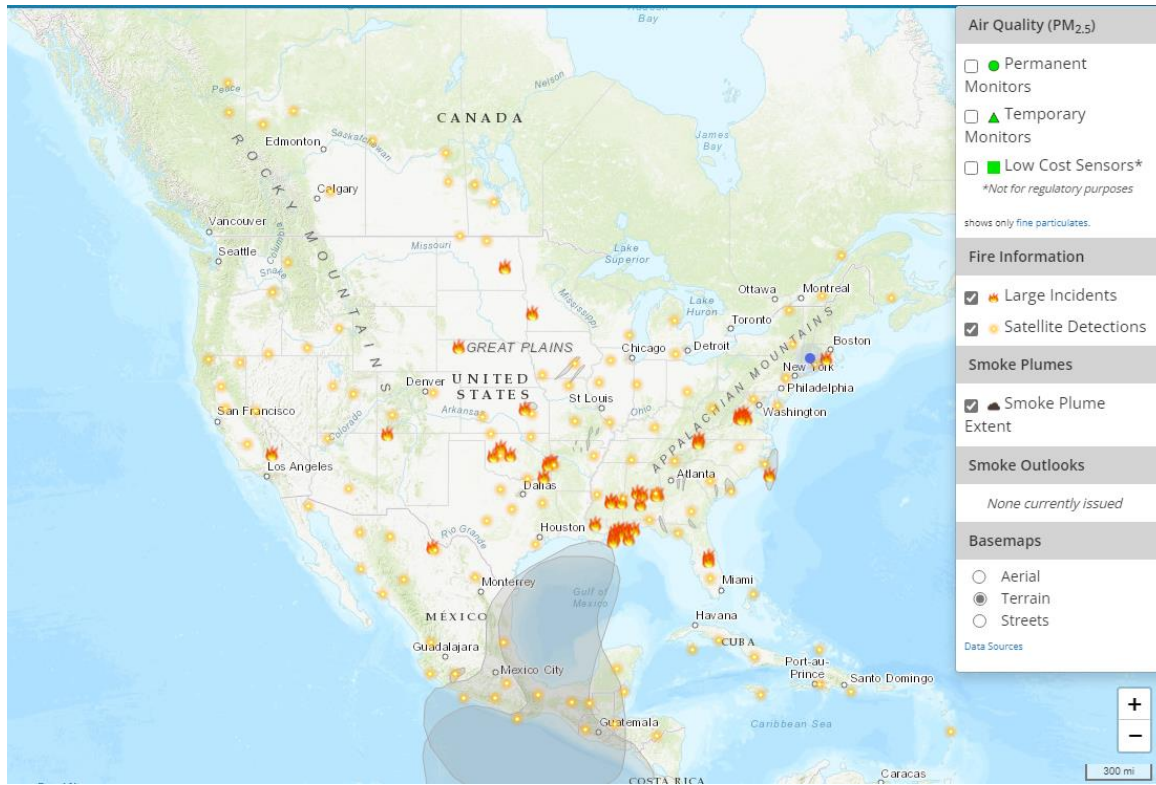 Hudson
Bay
Peace
Nelson
CANADA
James
Bay
Edmonton
Saskatchewan
ROCKY MOUNTAINS
Calgary
Vancouver
Columbia
Seattle
Missouri
Lake
Superior
Snake
Mississippi
Ottawa
Montreal
Lake
Huron
Toronto
Boston
GREAT PLAINS
Chicago
Detroit
New York
Philadelphia
APPALACHIAN MOUNTAINS
Denver
UNITED
STATES
St Louis
Ohio
Washington
San Francisco
Colorado
Arkansas
Los Angeles
Atlanta
Dallas
Houston
Rio Grande
Monterrey
Miami
Gulf of
Mexico
MÉXICO
Havana
Guadalajara
CUBA
Mexico City
Port-au-
Prince
Santo Domingo
Guatemala
Caribbean Sea
COSTA RICA
Caracas
Air Quality (PM2.5)
Permanent
Monitors
Temporary
Monitors
Low Cost Sensors*
*Not for regulatory purposes
shows only fine particulates.
Fire Information
Large Incidents
Satellite Detections
Smoke Plumes
Smoke Plume
Extent
Smoke Outlooks
None currently issued
Basemaps
Aerial
Terrain
Streets
Data Sources
+
−
300 mi